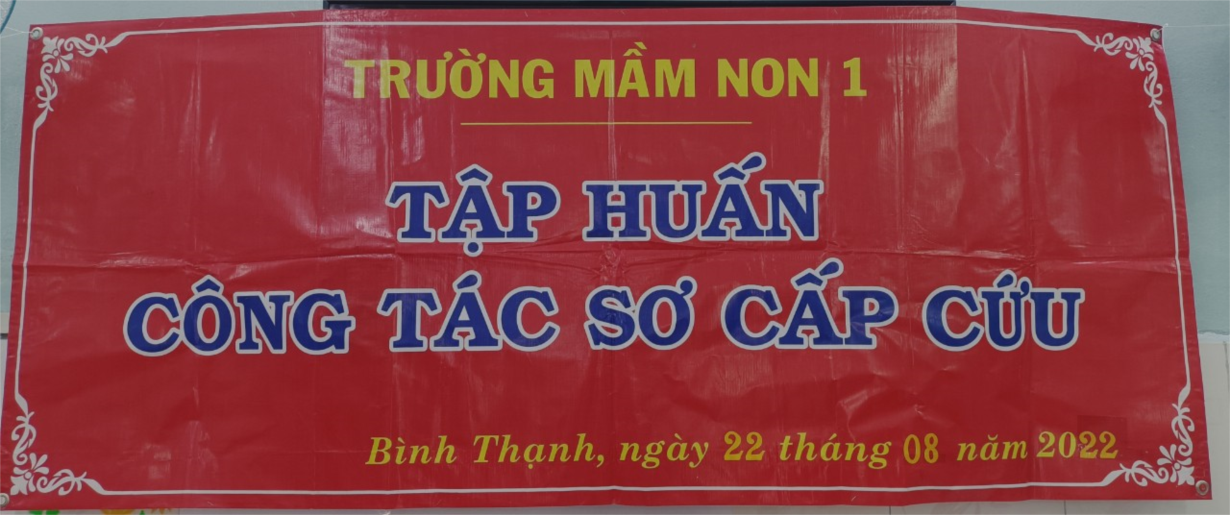 TRƯỜNG MẦM NON 1
TẬP HUẤN
CÔNG TÁC SƠ CẤP CỨU
Bình Thạnh, ngày 22 tháng 08 năm 2022